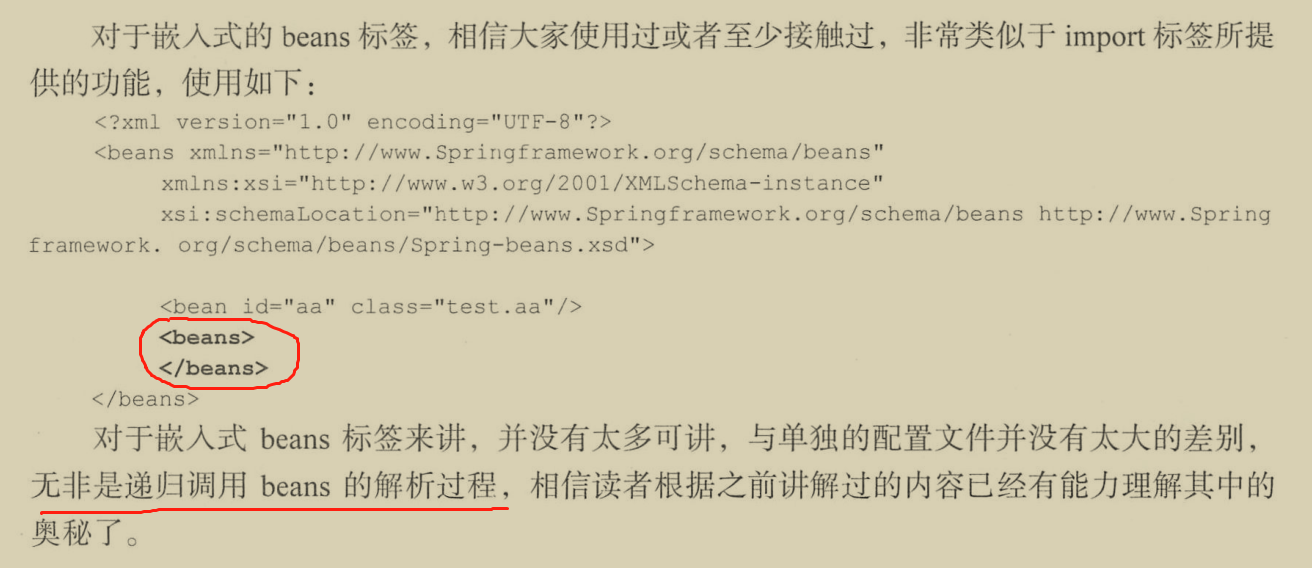 对于嵌入式的 beans 标签，相信大家使用过或者至少接触过，非常类似于 import 标签所提
供的功能，使用如下：
<?xml version="1.0" encoding="UTF-8"?>
<beans xmlns="http://www.Springframework.org/schema/beans"
xmlns:xsi="http://www.w3.org/2001/XMLSchema-instance"
xsi:schemaLocation="http://www.Springframework.org/schema/beans http://www.Spring
framework. org/schema/beans/Spring-beans.xsd">
<bean id="aa" class="test.aa"/>
<beans>
</beans>
</beans>
对于嵌入式 beans 标签来讲，并没有太多可讲，与单独的配置文件并没有太大的差别，
无非是递归调用 beans 的解析过程，相信读者根据之前讲解过的内容已经有能力理解其中的
奥秘了。